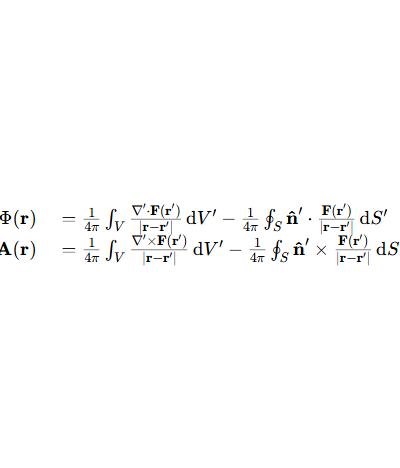 Φ(r) = 1/4π ∫_V ∇′·F(r′)/|r−r′| dV′ − 1/4π ∮_S n̂′ · F(r′)/|r−r′| dS′
A(r) = 1/4π ∫_V ∇′×F(r′)/|r−r′| dV′ − 1/4π ∮_S n̂′ × F(r′)/|r−r′| dS